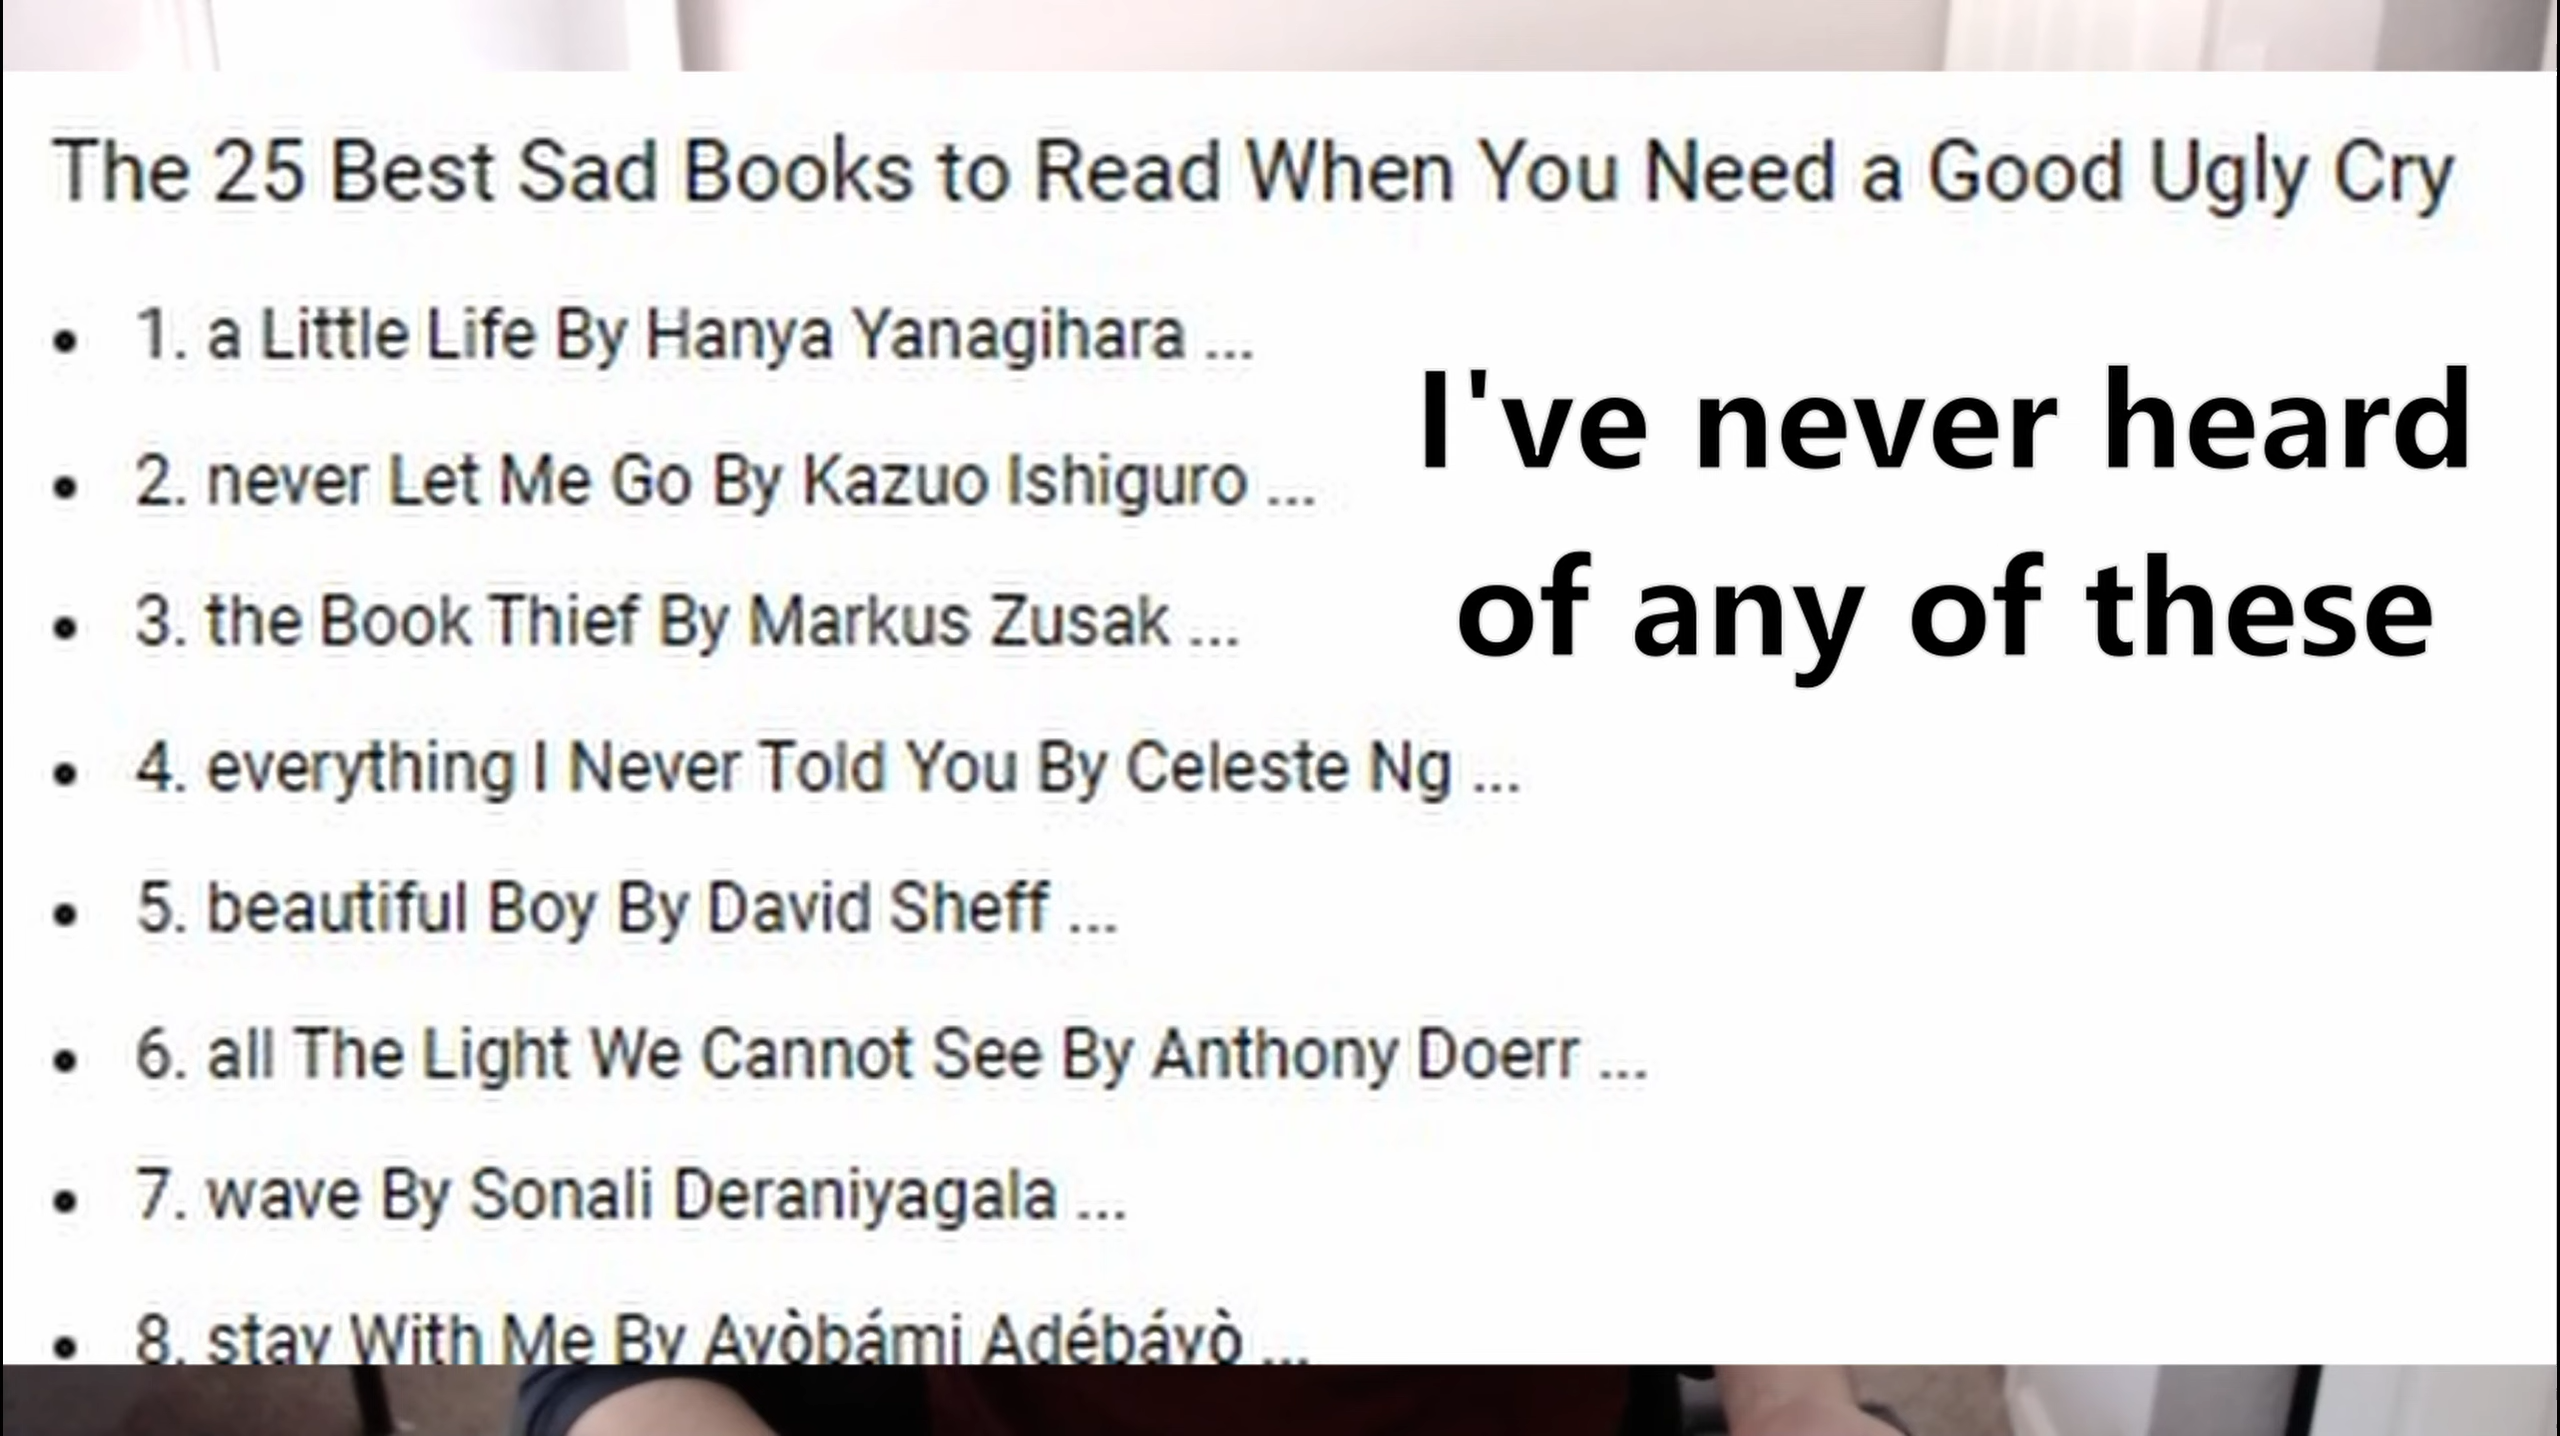 The 25 Best Sad Books to Read When You Need a Good Ugly Cry
• 1. a Little Life By Hanya Yanagihara ...
• 2. never Let Me Go By Kazuo Ishiguro ...
• 3. the Book Thief By Markus Zusak ...
• 4. everything I Never Told You By Celeste Ng ...
• 5. beautiful Boy By David Sheff ...
• 6. all The Light We Cannot See By Anthony Doerr ...
• 7. wave By Sonali Deraniyagala ...
• 8. stay With Me By Ayòbámi Adébáyò ...
I've never heard
of any of these